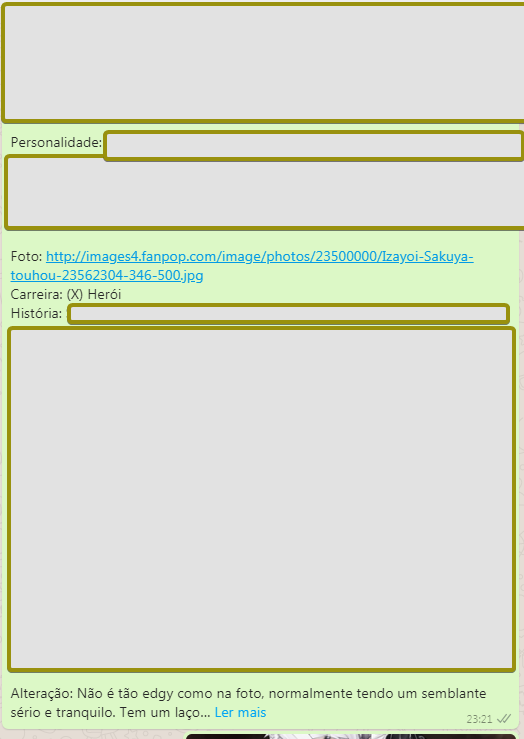 Personalidade:
Foto: http://images4.fanpop.com/image/photos/23500000/Izayoi-Sakuya-
touhou-23562304-346-500.jpg
Carreira: (X) Herói
História:
Alteração: Não é tão edgy como na foto, normalmente tendo um semblante
sério e tranquilo. Tem um laço... Ler mais
23:21